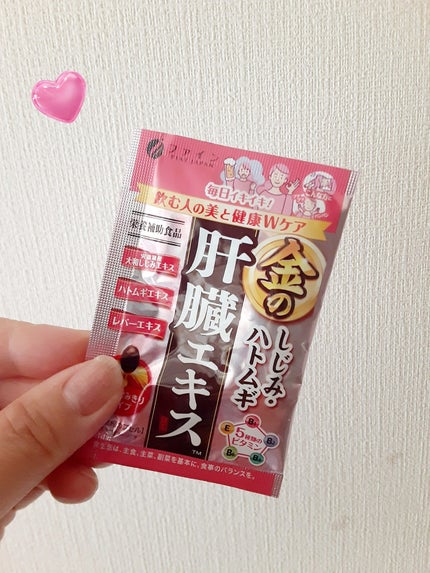 ファイン
FINE JAPAN
毎日イキイキ!
飲む人の美と健康Wケア
栄養補助食品
大和しじみエキス
ハトムギエキス
レバーエキス
金の
しじみ・
ハトムギ
肝臓エキス™
5種類の
ビタミン
E
主食、主菜、副菜を基本に、食事のバランスを。